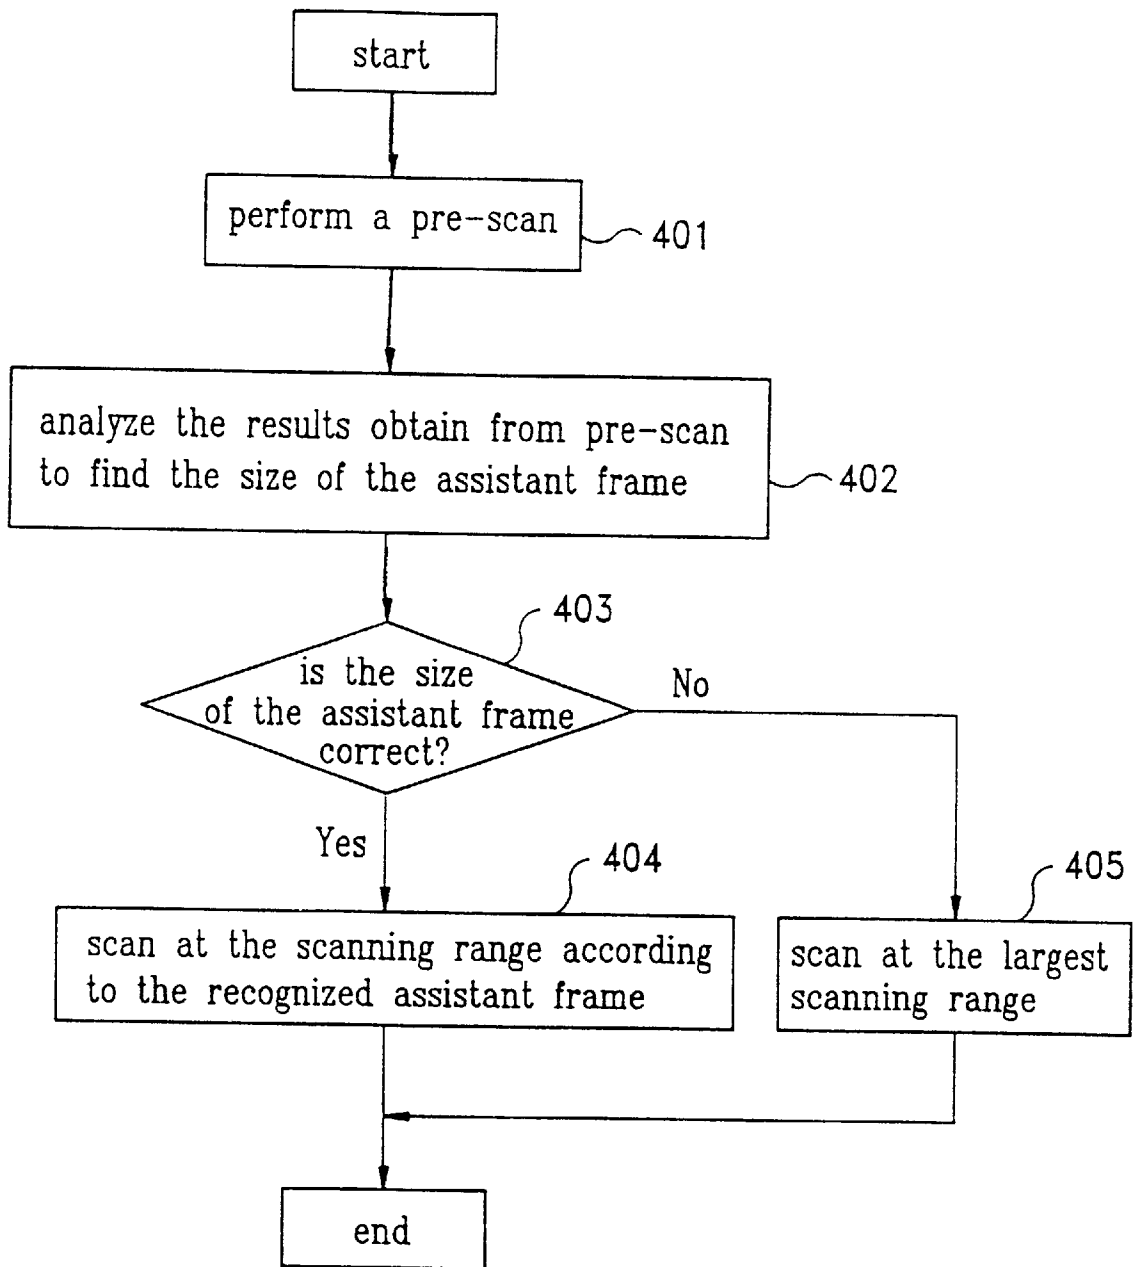 start
perform a pre-scan
401
analyze the results obtain from pre-scan
to find the size of the assistant frame
402
403
is the size
of the assistant frame
correct?
No
Yes
404
405
scan at the scanning range according
to the recognized assistant frame
scan at the largest
scanning range
end